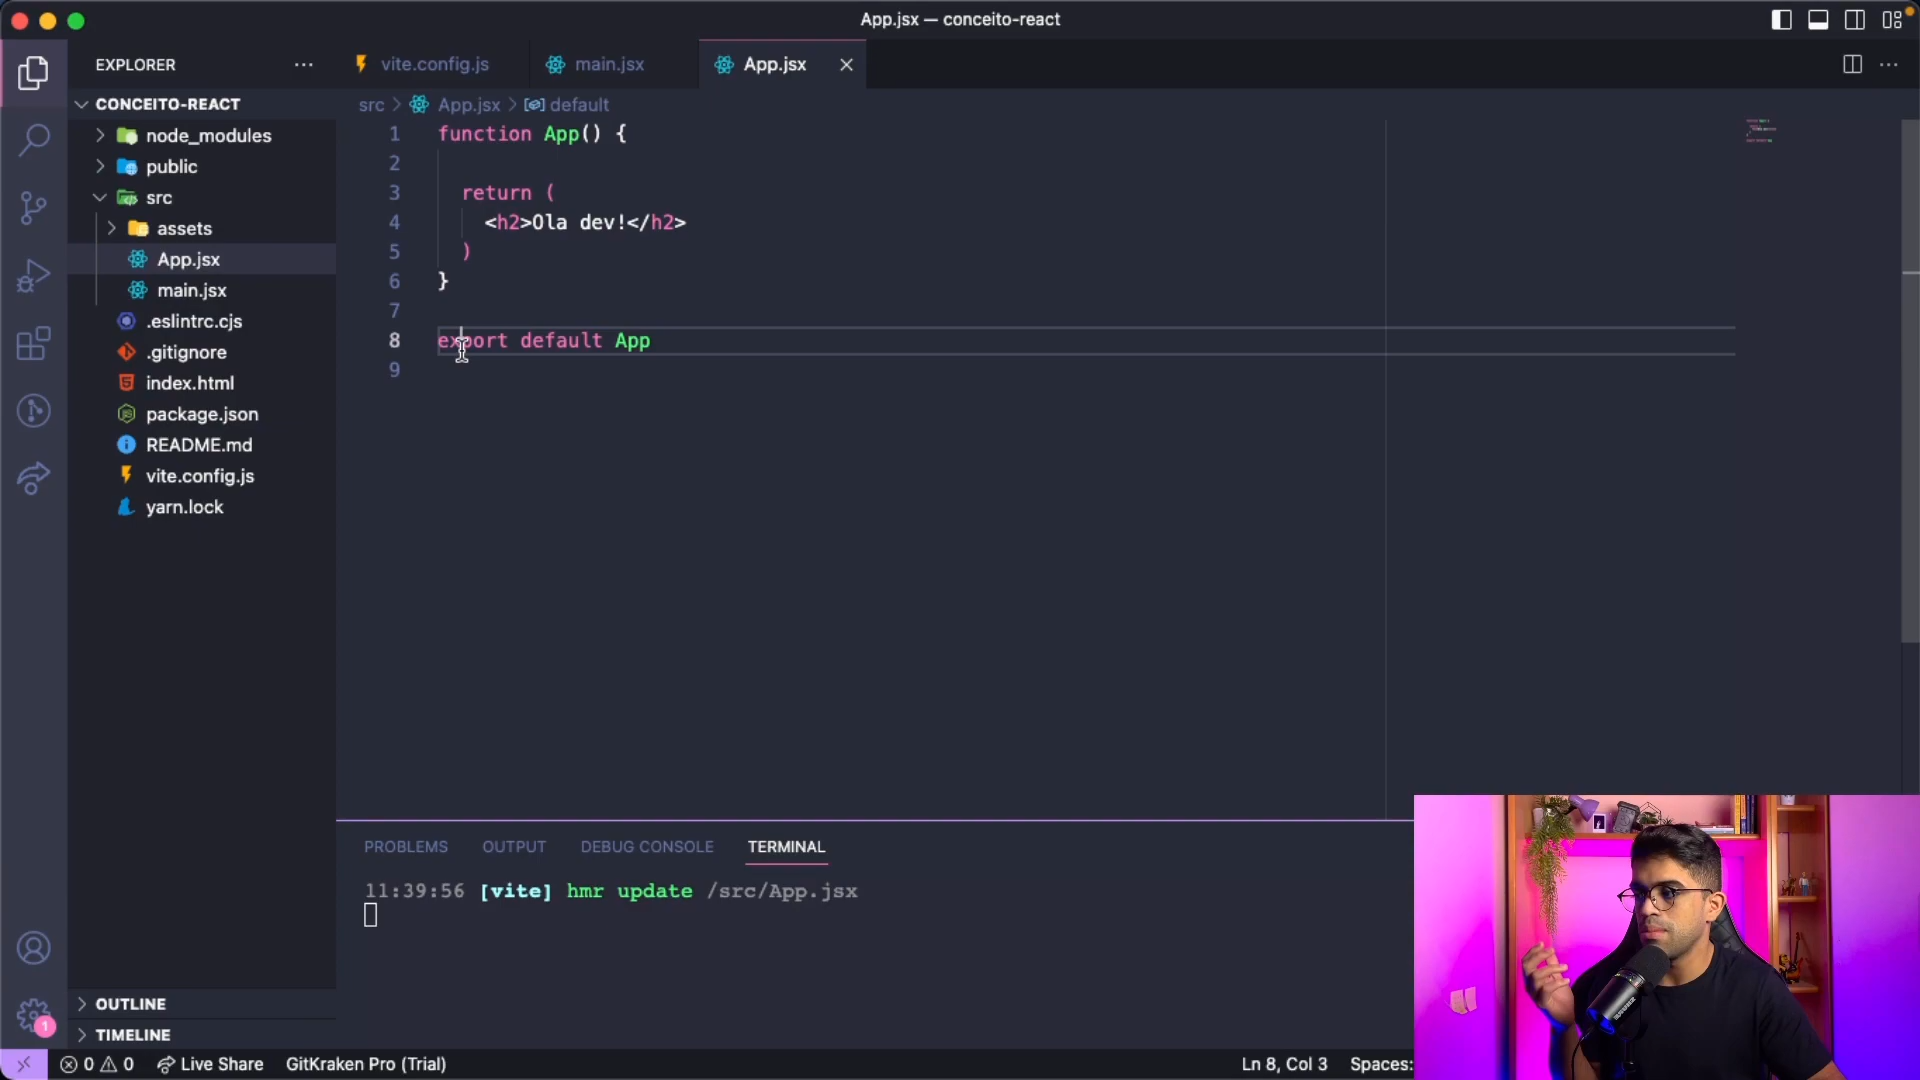 App.jsx — conceito-react
EXPLORER
CONCEITO-REACT
node_modules
public
src
assets
App.jsx
main.jsx
.eslintrc.cjs
.gitignore
index.html
package.json
README.md
vite.config.js
yarn.lock
OUTLINE
TIMELINE
vite.config.js main.jsx App.jsx
src > App.jsx > default
1 function App() {
2
3 return (
4 <h2>Ola dev!</h2>
5 )
6 }
7
8 export default App
9
PROBLEMS OUTPUT DEBUG CONSOLE TERMINAL
11:39:56 [vite] hmr update /src/App.jsx
1
0 0 Live Share GitKraken Pro (Trial) Ln 8, Col 3 Spaces: